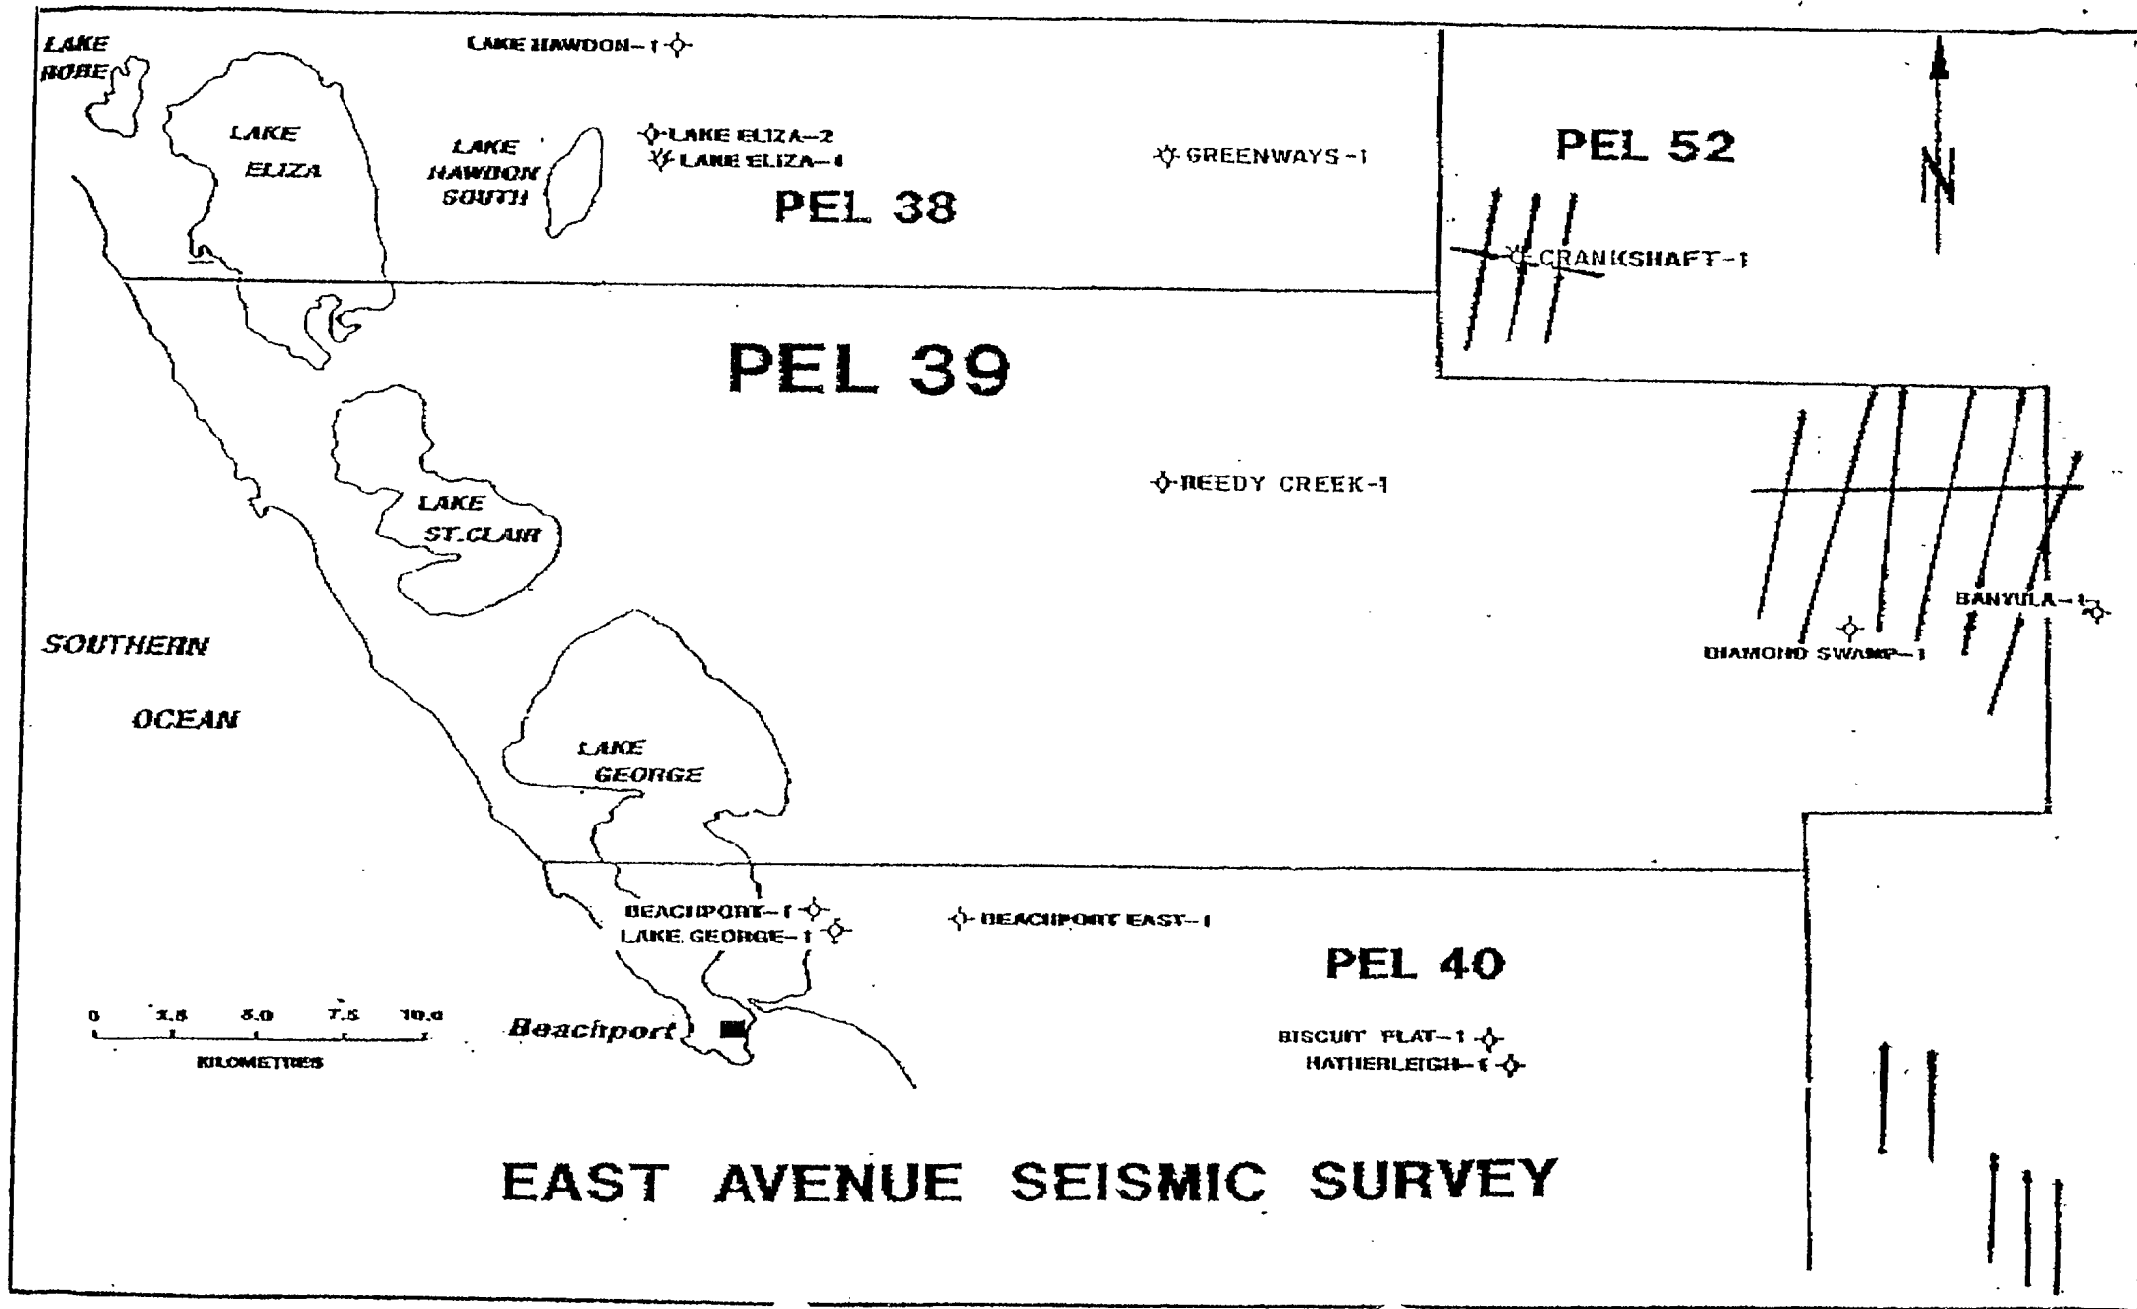 LAKE
ROBE
LAKE HAWDON-1
LAKE
ELIZA
LAKE
HAWDON
SOUTH
LAKE ELIZA-2
LAKE ELIZA-1
PEL 38
GREENWAYS-1
PEL 52
N
CRANKSHAFT-1
PEL 39
REEDY CREEK-1
LAKE
ST.CLAIR
BANYULA-1
DIAMOND SWAMP-1
SOUTHERN
OCEAN
LAKE
GEORGE
BEACHPORT-1
LAKE GEORGE-1
BEACHPORT EAST-1
PEL 40
0 2.5 5.0 7.5 10.0
KILOMETRES
Beachport
BISCUIT FLAT-1
HATHERLEIGH-1
EAST AVENUE SEISMIC SURVEY